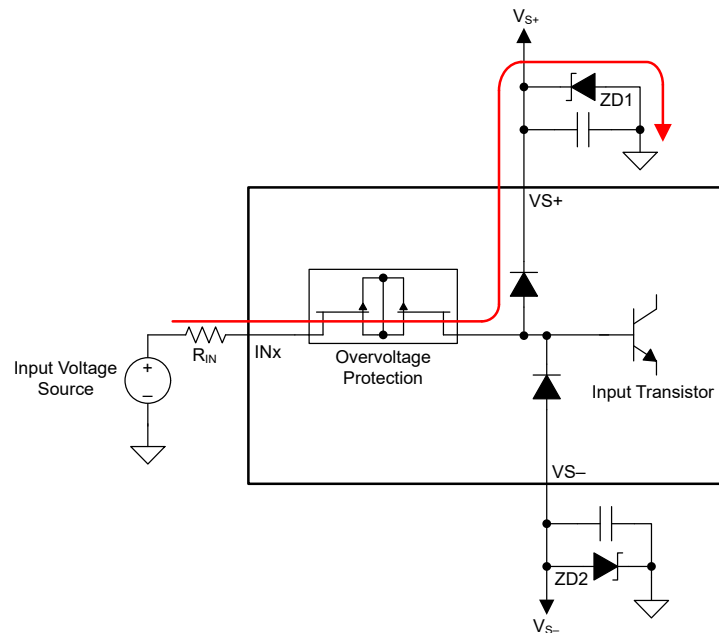 VS+
ZD1
VS+
+
–
RIN
INx
Overvoltage
Protection
Input Voltage
Source
Input Transistor
VS–
ZD2
VS–